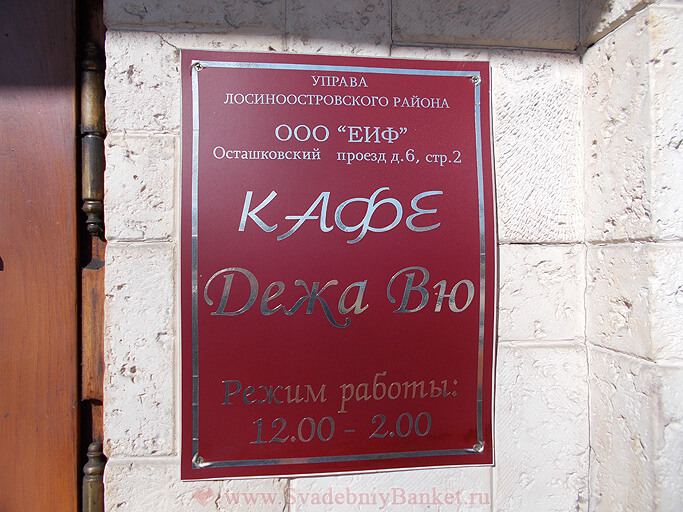 УПРАВА
ЛОСИНООСТРОВСКОГО РАЙОНА
ООО “ЕИФ”
Осташковский проезд д.6, стр.2
КАФЕ
Дежа Вю
Режим работы:
12.00 - 2.00
www.SvadebniyBanket.ru